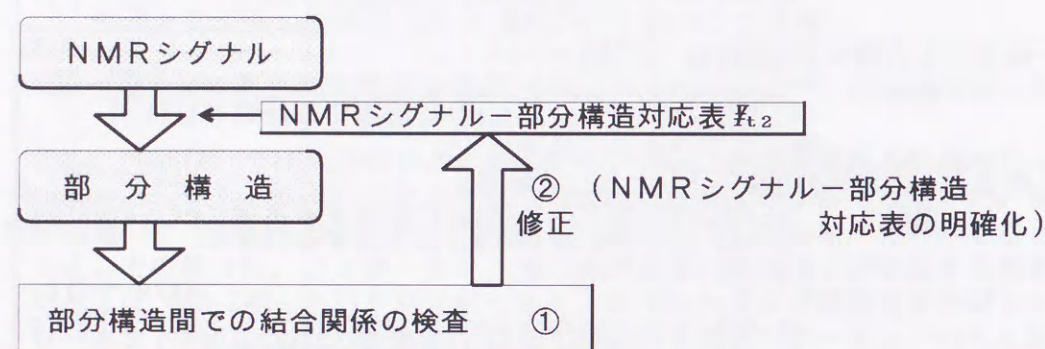 NMRシグナル
NMRシグナル－部分構造対応表 f_t2
部　分　構　造
②　（NMRシグナル－部分構造
修正　対応表の明確化）
部分構造間での結合関係の検査　①